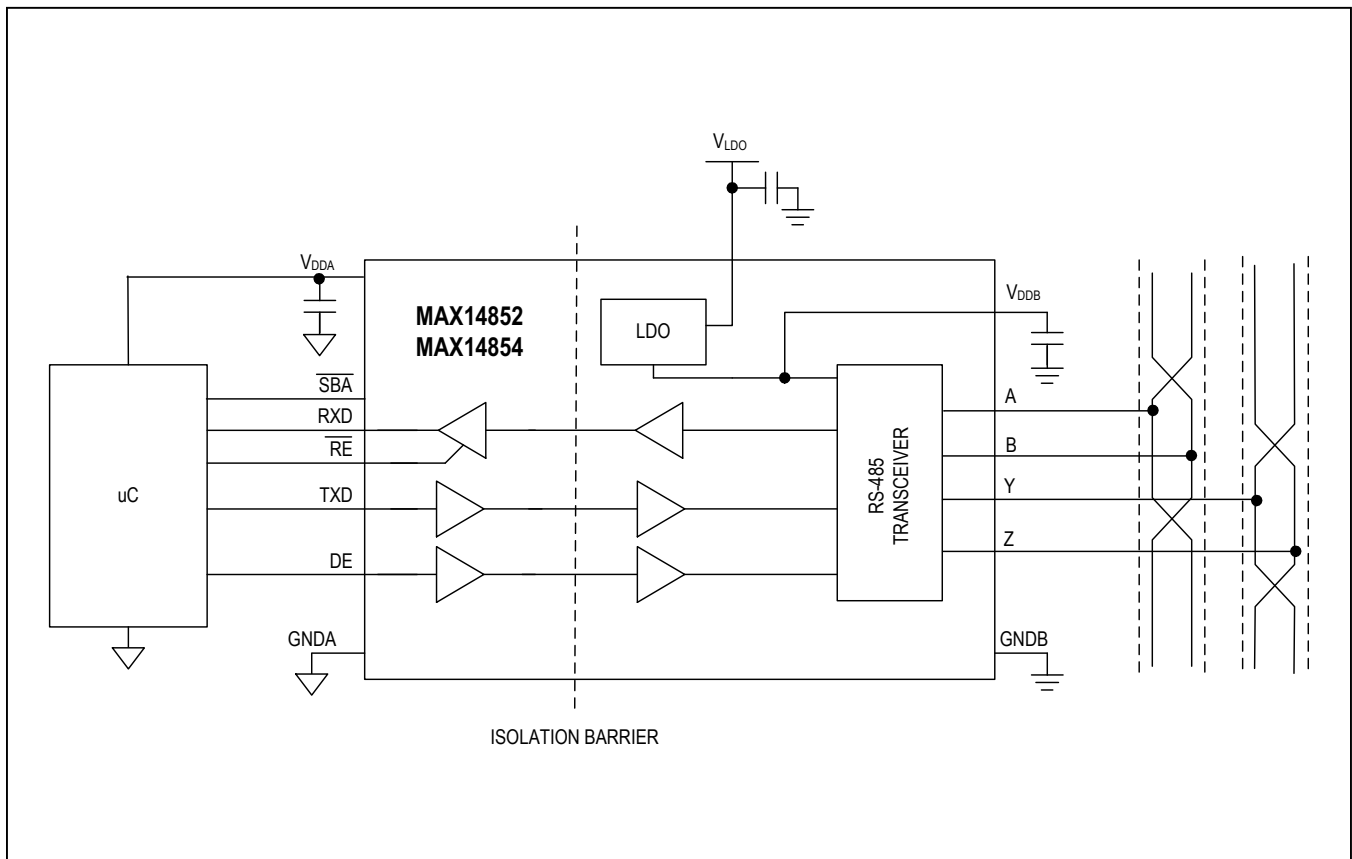 VLDO
VDDA
VDDB
MAX14852
MAX14854
LDO
SBA
RXD
RE
TXD
DE
uC
A
B
Y
Z
RS-485
TRANSCEIVER
GNDA
GNDB
ISOLATION BARRIER